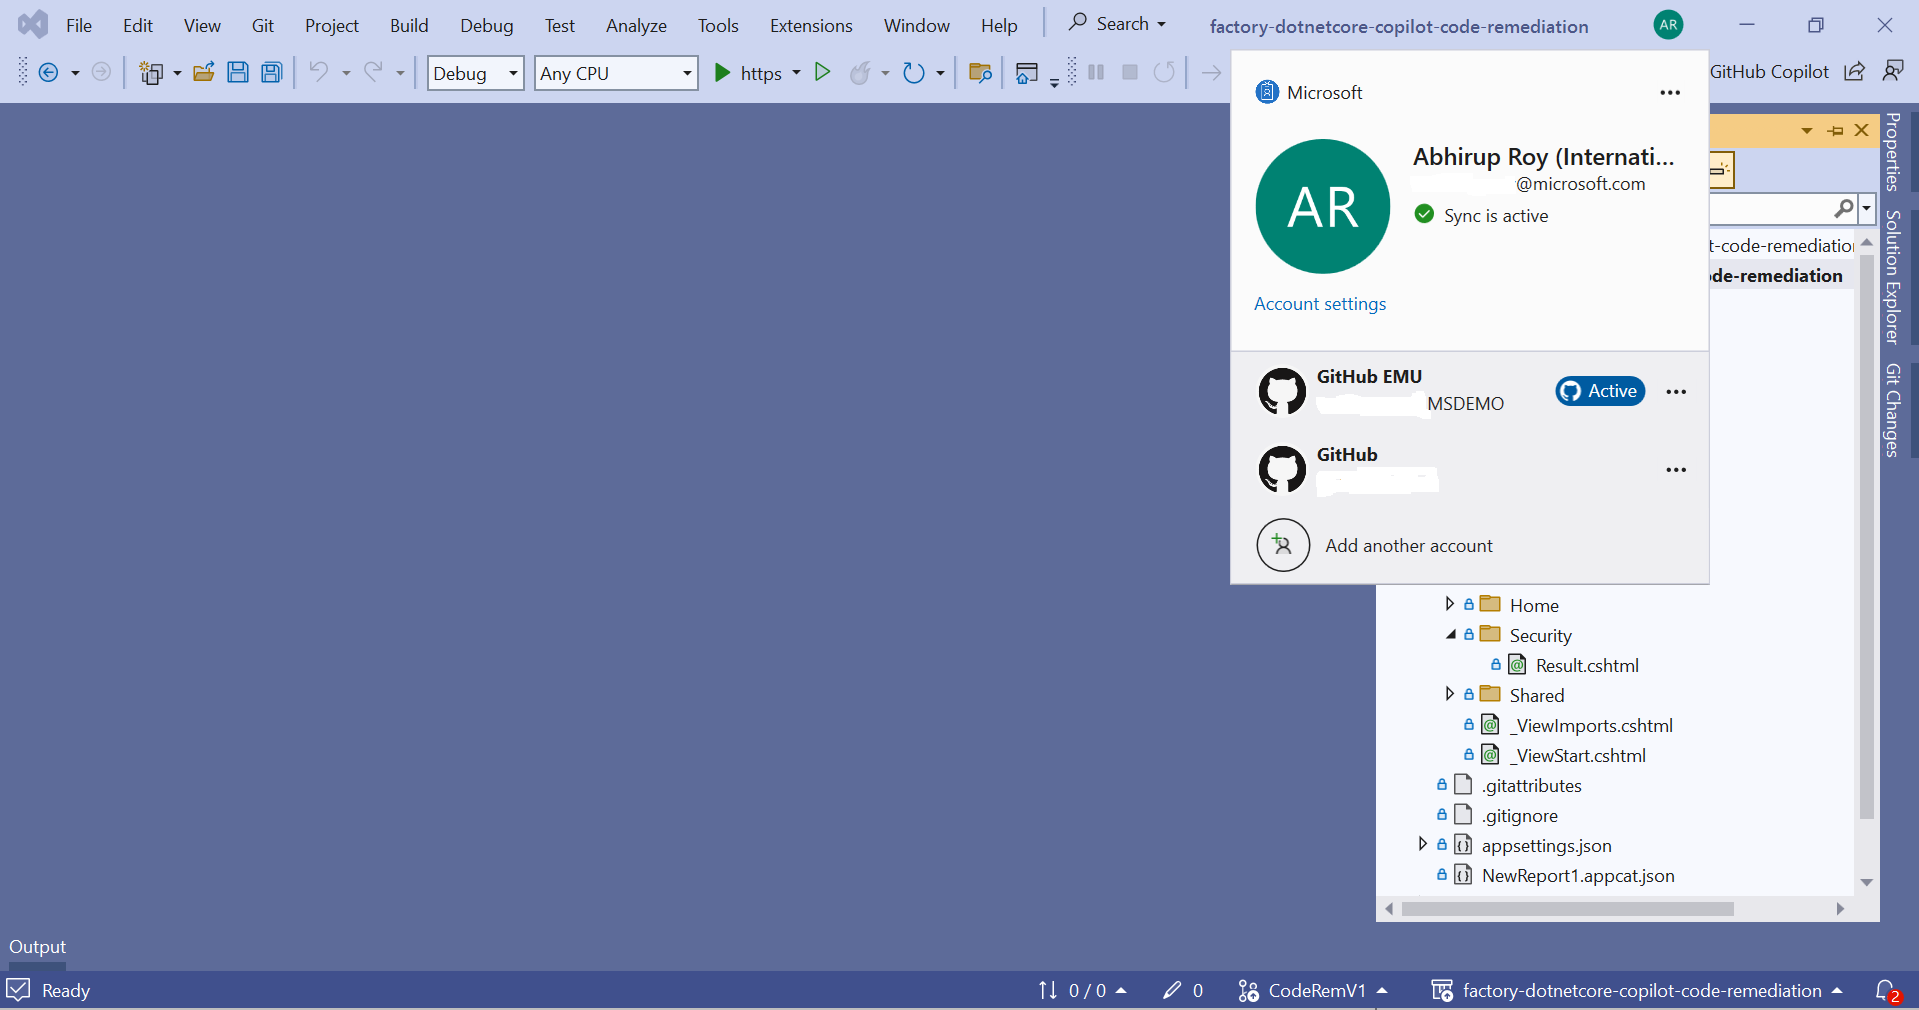 File Edit View Git Project Build Debug Test Analyze Tools Extensions Window Help Search factory-dotnetcore-copilot-code-remediation AR
Debug Any CPU https GitHub Copilot
Microsoft
AR
Abhirup Roy (Internati...
@microsoft.com
Sync is active
Account settings
GitHub EMU
MSDEMO
Active
GitHub
Add another account
t-code-remediation
de-remediation
Home
Security
Result.cshtml
Shared
_ViewImports.cshtml
_ViewStart.cshtml
.gitattributes
.gitignore
appsettings.json
NewReport1.appcat.json
Properties
Solution Explorer
Git Changes
Output
Ready 0 / 0 0 CodeRemV1 factory-dotnetcore-copilot-code-remediation 2